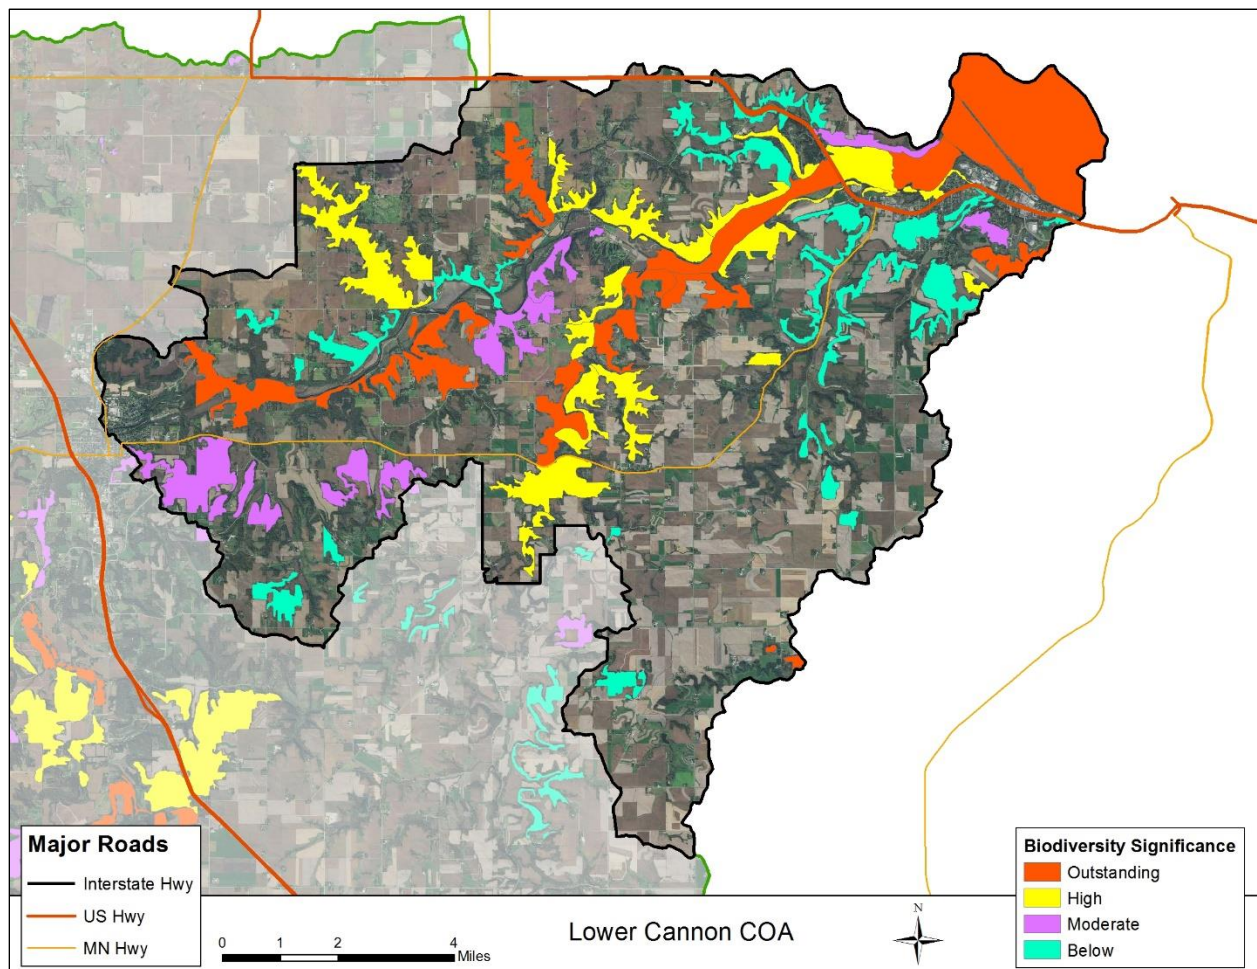 Major Roads
Interstate Hwy
US Hwy
MN Hwy
0 1 2 4
Miles
Lower Cannon COA
N
Biodiversity Significance
Outstanding
High
Moderate
Below